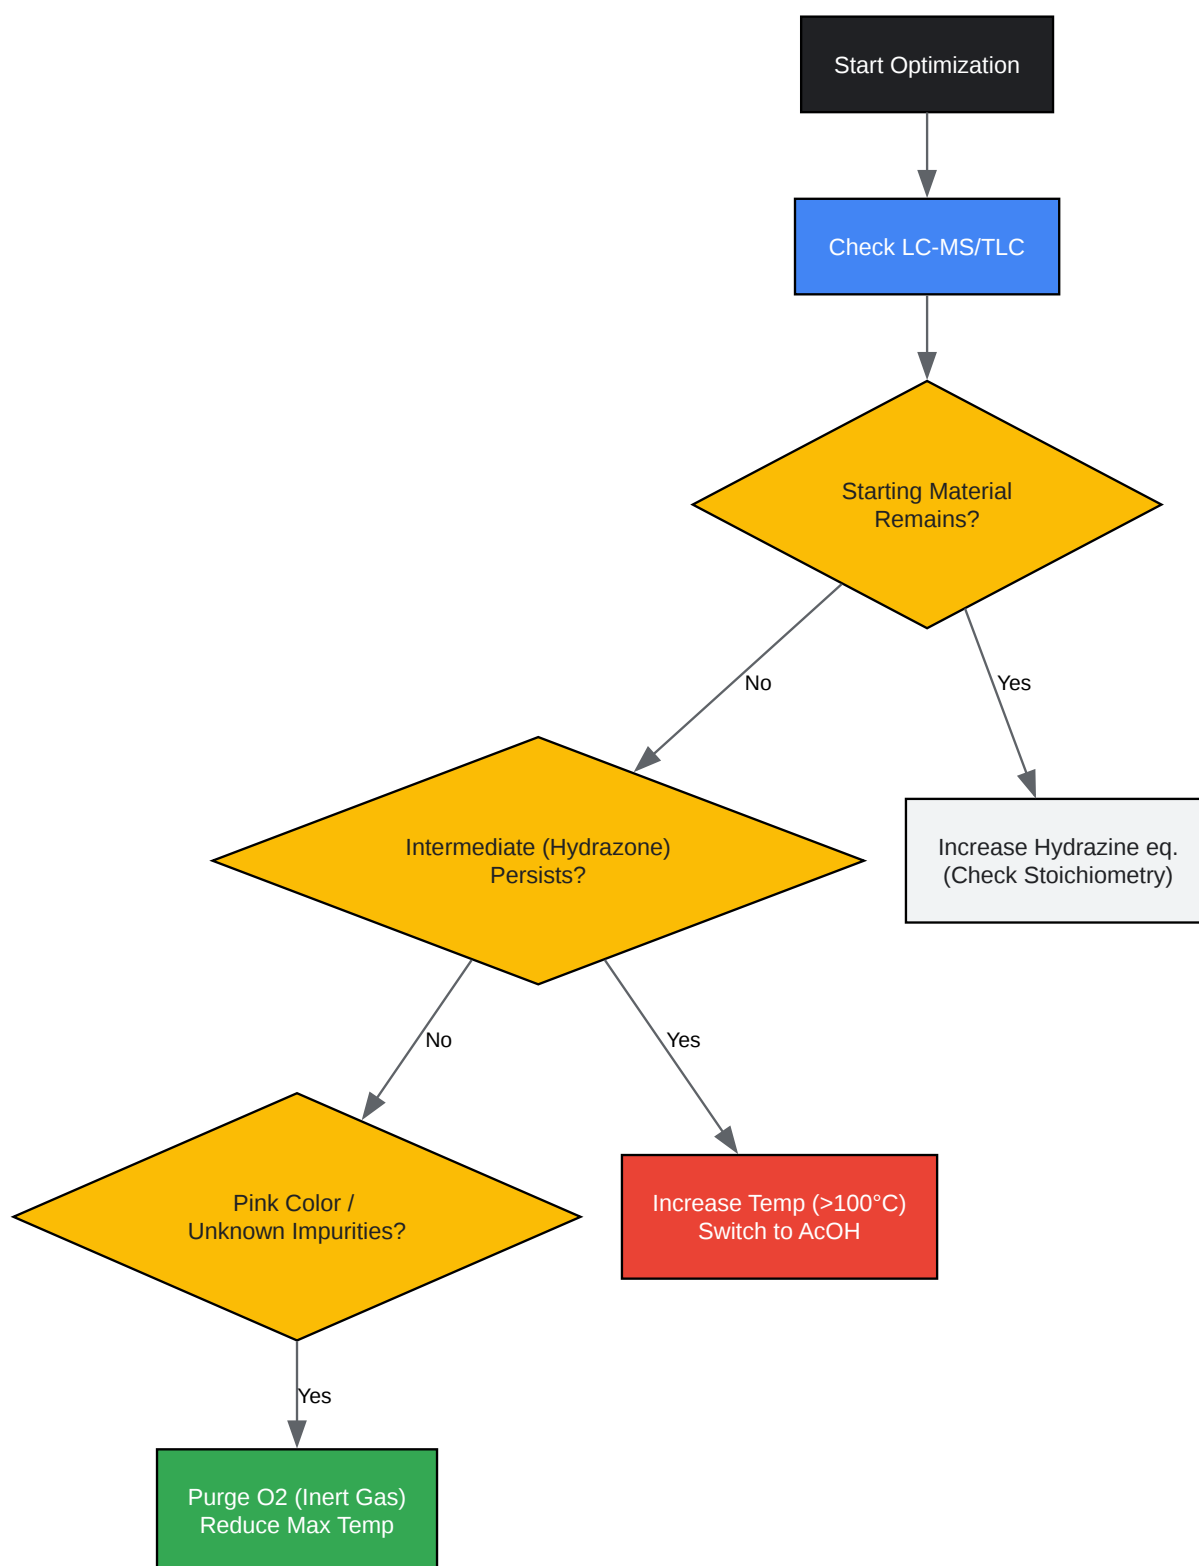 Start Optimization
Check LC-MS/TLC
Starting Material
Remains?
No
Yes
Intermediate (Hydrazone)
Persists?
Increase Hydrazine eq.
(Check Stoichiometry)
No
Yes
Pink Color /
Unknown Impurities?
Increase Temp (>100°C)
Switch to AcOH
Yes
Purge O2 (Inert Gas)
Reduce Max Temp